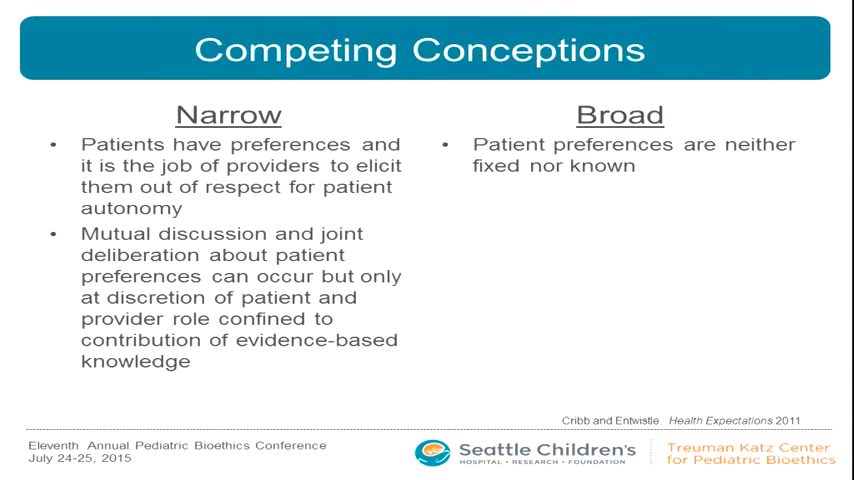 Competing Conceptions
Narrow
• Patients have preferences and
it is the job of providers to elicit
them out of respect for patient
autonomy
• Mutual discussion and joint
deliberation about patient
preferences can occur but only
at discretion of patient and
provider role confined to
contribution of evidence-based
knowledge
Broad
• Patient preferences are neither
fixed nor known
Cribb and Entwistle. Health Expectations 2011
Eleventh Annual Pediatric Bioethics Conference
July 24-25, 2015
Seattle Children's
HOSPITAL • RESEARCH • FOUNDATION
Treuman Katz Center
for Pediatric Bioethics